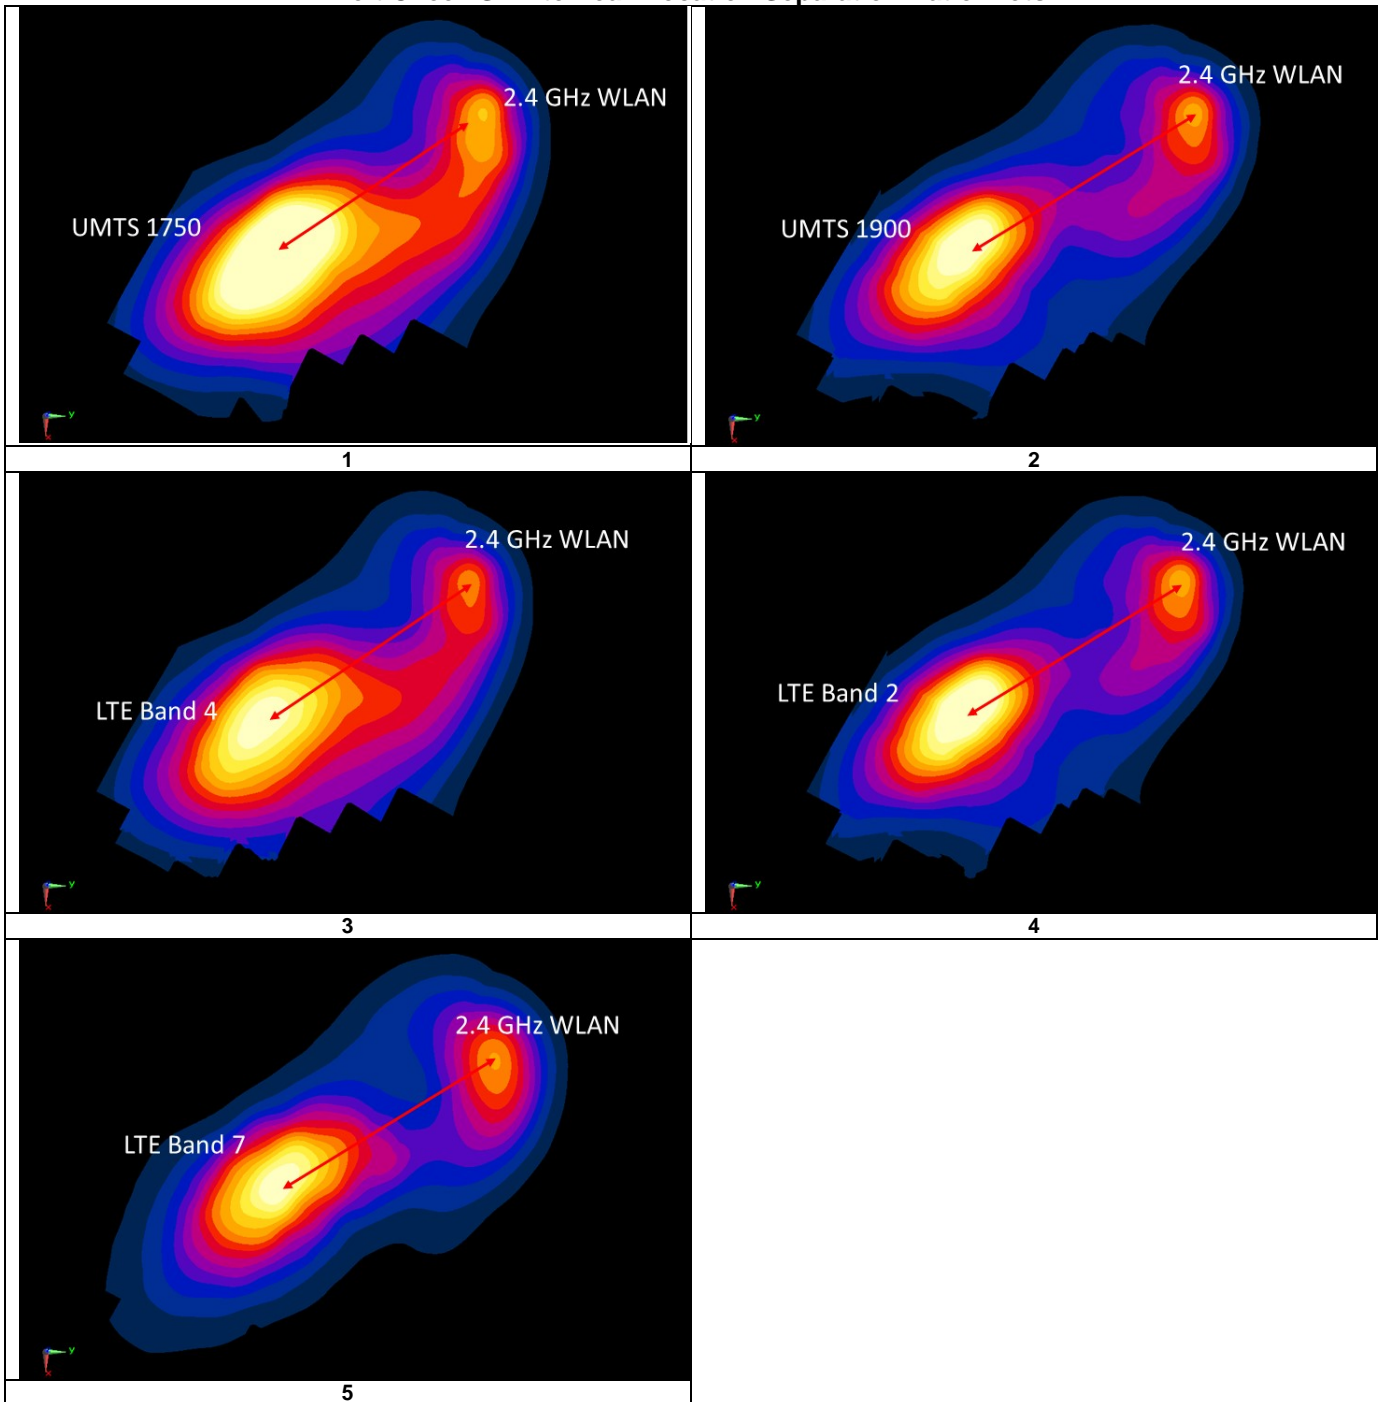 2.4 GHz WLAN
UMTS 1750
y
x
1
2.4 GHz WLAN
UMTS 1900
y
x
2
2.4 GHz WLAN
LTE Band 4
y
x
3
2.4 GHz WLAN
LTE Band 2
y
x
4
2.4 GHz WLAN
LTE Band 7
y
x
5